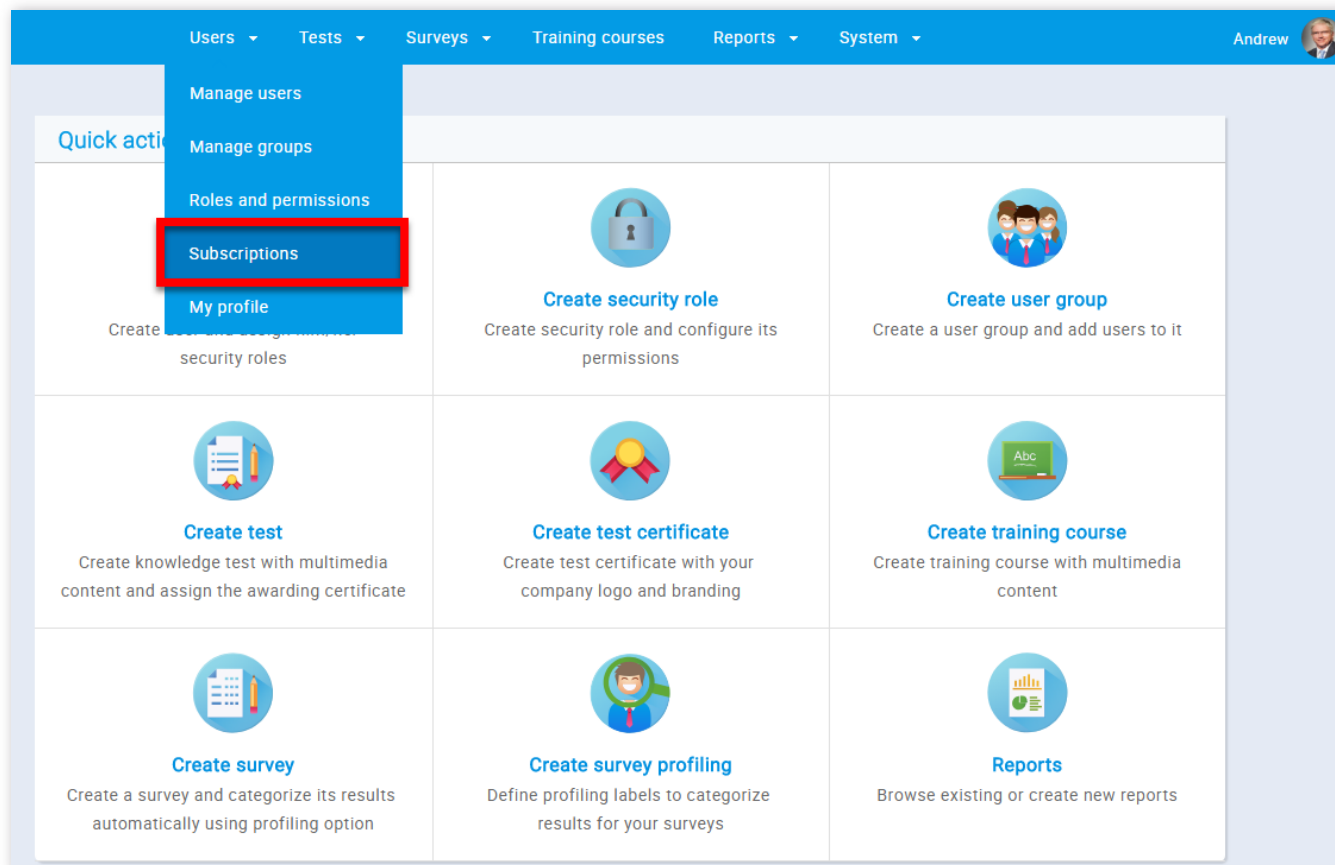 Users
Tests
Surveys
Training courses
Reports
System
Andrew
Manage users
Manage groups
Roles and permissions
Subscriptions
My profile
Quick acti
Create
security roles
Create security role
Create security role and configure its
permissions
Create user group
Create a user group and add users to it
Create test
Create knowledge test with multimedia
content and assign the awarding certificate
Create test certificate
Create test certificate with your
company logo and branding
Abc
Create training course
Create training course with multimedia
content
Create survey
Create a survey and categorize its results
automatically using profiling option
Create survey profiling
Define profiling labels to categorize
results for your surveys
Reports
Browse existing or create new reports